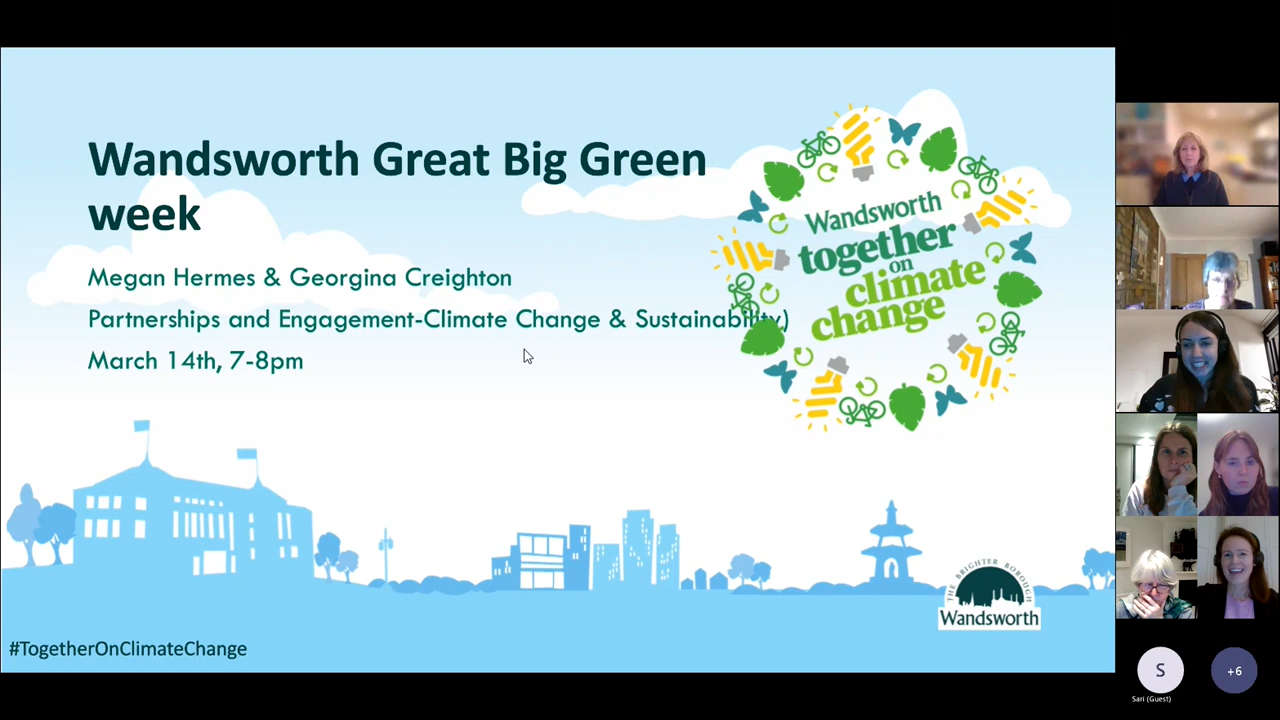 Wandsworth Great Big Green
week
Megan Hermes & Georgina Creighton
Partnerships and Engagement-Climate Change & Sustainability)
March 14th, 7-8pm
Wandsworth
together
on
climate
change
THE BRIGHTER BOROUGH
Wandsworth
#TogetherOnClimateChange
S
+6
Sari (Guest)